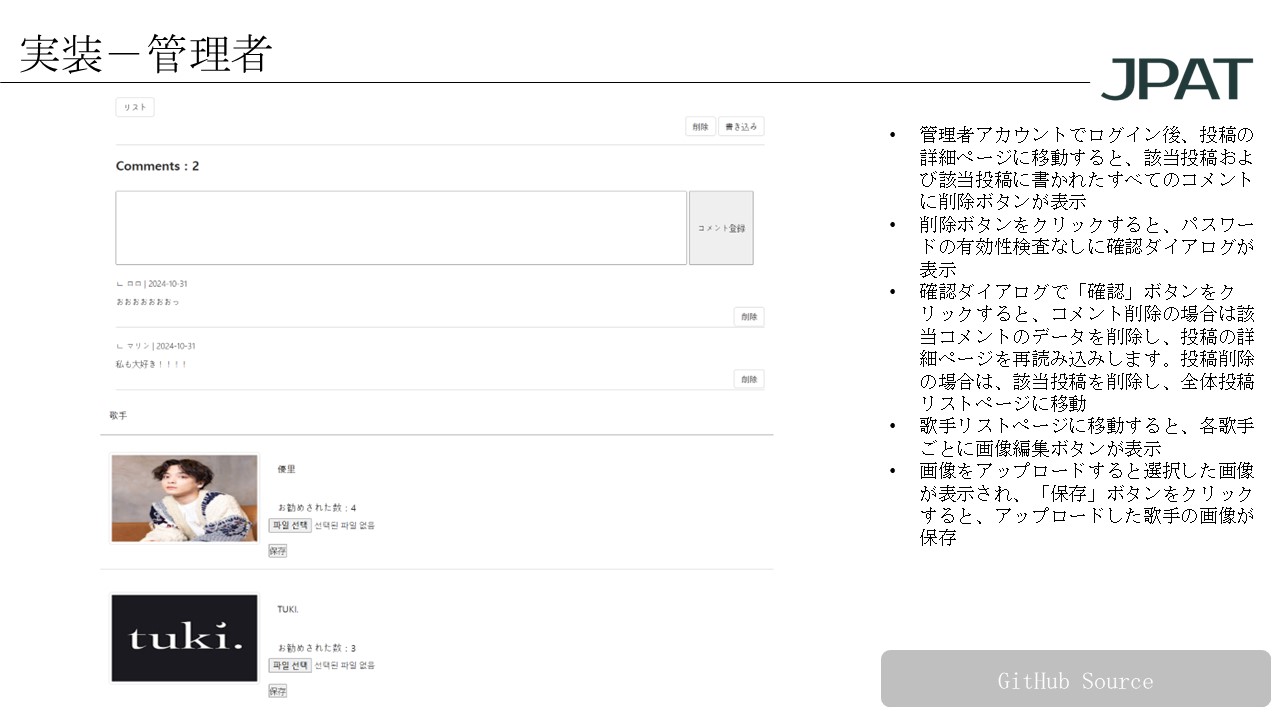 実装－管理者
JPAT
リスト
削除 書き込み
Comments : 2
コメント登録
ㄴ ロロ | 2024-10-31
おおおおおおおっ
削除
ㄴ マリン | 2024-10-31
私も大好き！！！！
削除
歌手
優里
お勧めされた数 : 4
파일 선택 선택된 파일 없음
保存
tuki.
TUKI.
お勧めされた数 : 3
파일 선택 선택된 파일 없음
保存
• 管理者アカウントでログイン後、投稿の
詳細ページに移動すると、該当投稿およ
び該当投稿に書かれたすべてのコメント
に削除ボタンが表示
• 削除ボタンをクリックすると、パスワー
ドの有効性検査なしに確認ダイアログが
表示
• 確認ダイアログで「確認」ボタンをク
リックすると、コメント削除の場合は該
当コメントのデータを削除し、投稿の詳
細ページを再読み込みします。投稿削除
の場合は、該当投稿を削除し、全体投稿
リストページに移動
• 歌手リストページに移動すると、各歌手
ごとに画像編集ボタンが表示
• 画像をアップロードすると選択した画像
が表示され、「保存」ボタンをクリック
すると、アップロードした歌手の画像が
保存
GitHub Source